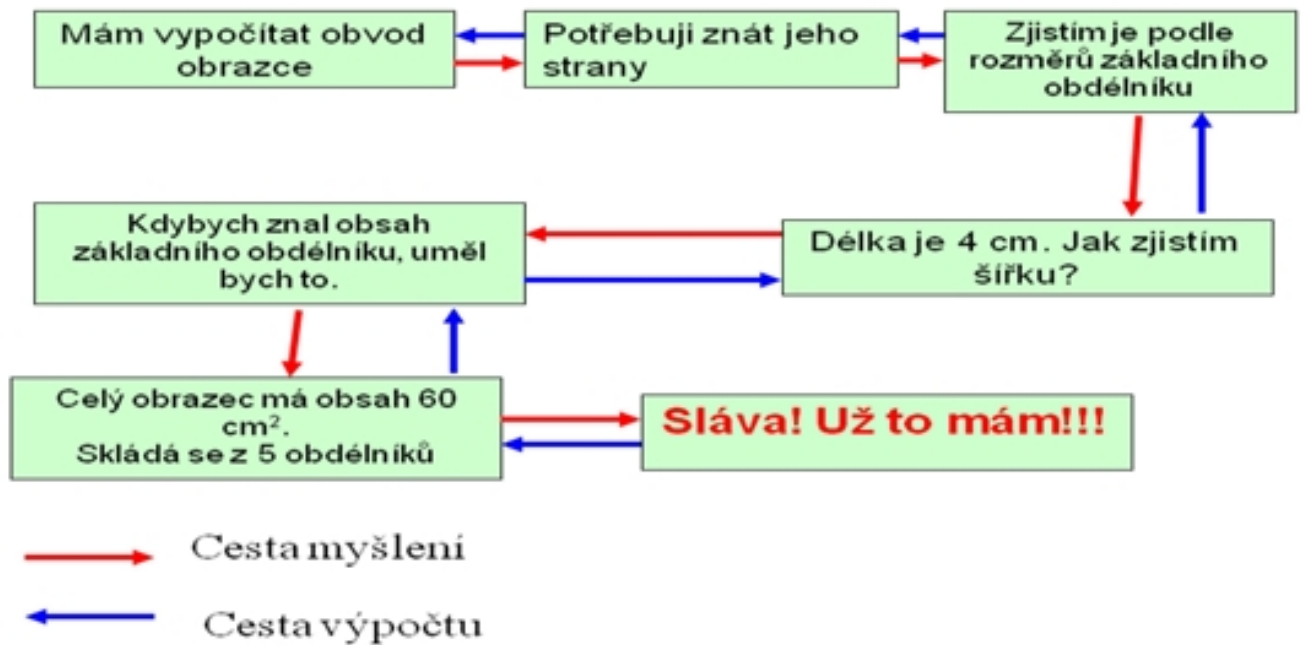 Mám vypočítat obvod
obrazce
Potřebuji znát jeho
strany
Zjistím je podle
rozměrů základního
obdélníku
Kdybych znal obsah
základního obdélníku, uměl
bych to.
Délka je 4 cm. Jak zjistím
šířku?
Celý obrazec má obsah 60
cm².
Skládá se z 5 obdélníků
Sláva! Už to mám!!!
Cesta myšlení
Cesta výpočtu